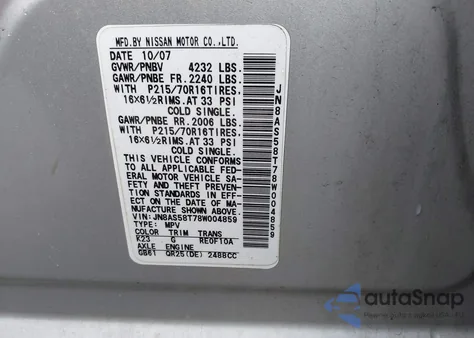 MFD.BY NISSAN MOTOR CO.,LTD.
DATE 10/07
GVWR/PNBV 4232 LBS.
GAWR/PNBE FR. 2240 LBS.
WITH P215/70R16TIRES.
16X6½RIMS.AT 33 PSI
COLD SINGLE.
GAWR/PNBE RR. 2006 LBS.
WITH P215/70R16TIRES.
16X6½RIMS.AT 33 PSI
COLD SINGLE.
THIS VEHICLE CONFORMS
TO ALL APPLICABLE FED-
ERAL MOTOR VEHICLE SA-
FETY AND THEFT PREVEN-
TION STANDARDS IN EFF-
ECT ON THE DATE OF MA-
NUFACTURE SHOWN ABOVE.
VIN:JN8AS58T78W004859
TYPE: MPV
COLOR TRIM TRANS
K23 G RE0F10A
AXLE ENGINE
GB61 QR25(DE) 2488CC
JN8AS58T78W004859
autoSnap